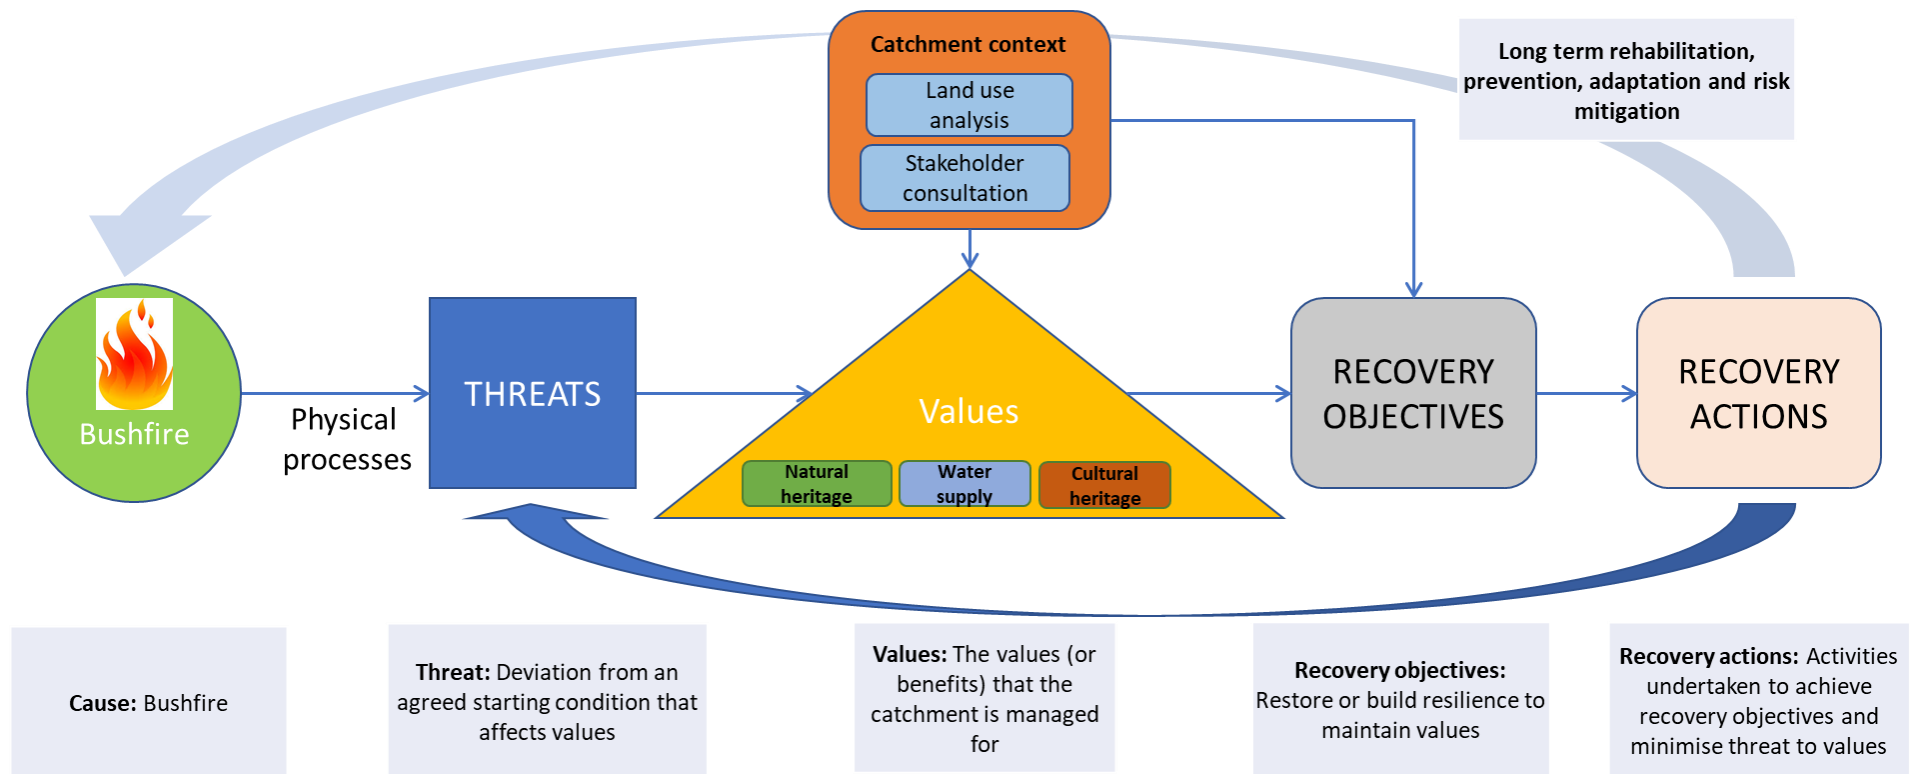 Catchment context
Land use
analysis
Stakeholder
consultation
Long term rehabilitation,
prevention, adaptation and risk
mitigation
Bushfire
Physical
processes
THREATS
Values
Natural
heritage
Water
supply
Cultural
heritage
RECOVERY
OBJECTIVES
RECOVERY
ACTIONS
Cause: Bushfire
Threat: Deviation from an
agreed starting condition that
affects values
Values: The values (or
benefits) that the
catchment is managed
for
Recovery objectives:
Restore or build resilience to
maintain values
Recovery actions: Activities
undertaken to achieve
recovery objectives and
minimise threat to values